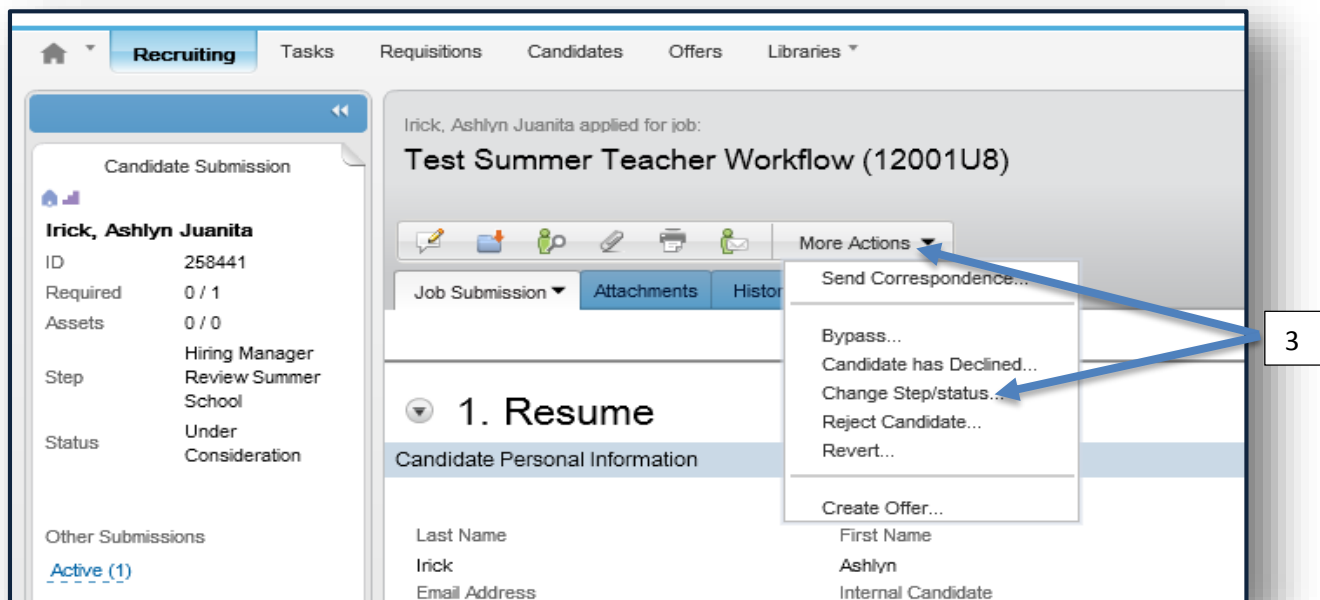 Recruiting Tasks Requisitions Candidates Offers Libraries
Irick, Ashlyn Juanita applied for job:
Test Summer Teacher Workflow (12001U8)
Candidate Submission
Irick, Ashlyn Juanita
ID 258441
Required 0 / 1
Assets 0 / 0
Step Hiring Manager
Review Summer
School
Status Under
Consideration
Other Submissions
Active (1)
More Actions
Job Submission Attachments Histor
Send Correspondence...
Bypass...
Candidate has Declined...
Change Step/status...
Reject Candidate...
Revert...
Create Offer...
3
1. Resume
Candidate Personal Information
Last Name First Name
Irick Ashlyn
Email Address Internal Candidate